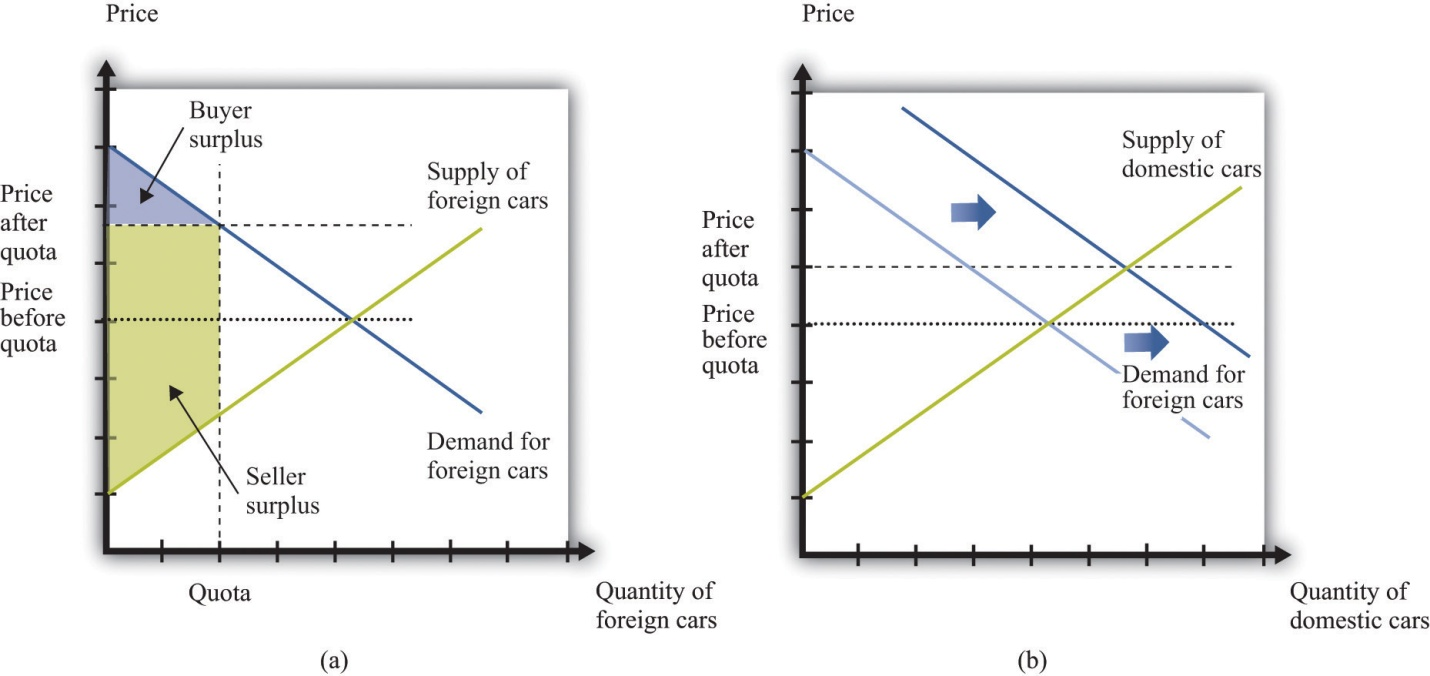 Price
Buyer
surplus
Supply of
foreign cars
Price
after
quota
Price
before
quota
Demand for
foreign cars
Seller
surplus
Quota
Quantity of
foreign cars
(a)
Price
Supply of
domestic cars
Price
after
quota
Price
before
quota
Demand for
foreign cars
Quantity of
domestic cars
(b)